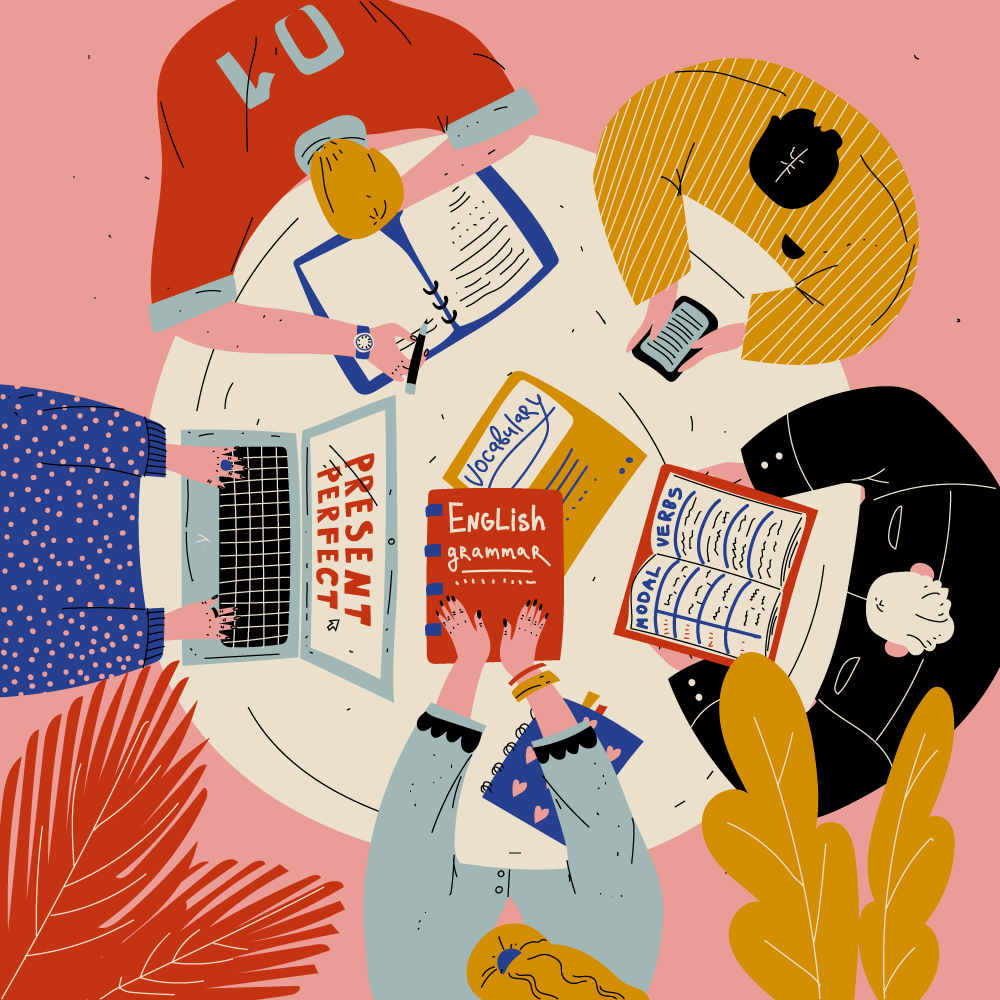 10
Vocabulary
PRESENT
PERFECT
ENGLish
grammar
MODAL VERBS